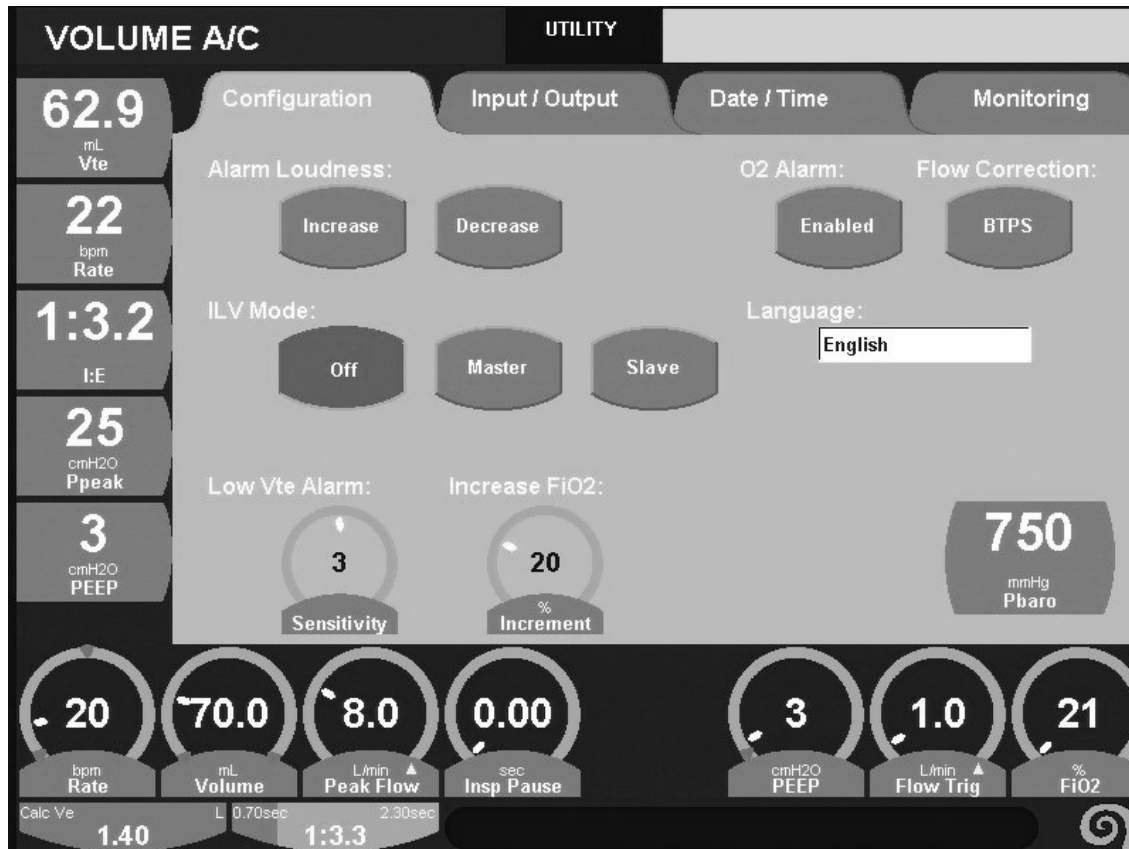 VOLUME A/C
UTILITY
Configuration
Input / Output
Date / Time
Monitoring
62.9
mL
Vte
22
bpm
Rate
1:3.2
I:E
25
cmH2O
Ppeak
3
cmH2O
PEEP
Alarm Loudness:
Increase
Decrease
O2 Alarm:
Enabled
Flow Correction:
BTPS
ILV Mode:
Off
Master
Slave
Language:
English
Low Vte Alarm:
3
Sensitivity
Increase FiO2:
20
%
Increment
750
mmHg
Pbaro
20
bpm
Rate
70.0
mL
Volume
8.0
L/min
Peak Flow
0.00
sec
Insp Pause
3
cmH2O
PEEP
1.0
L/min
Flow Trig
21
%
FiO2
Calc Ve L
1.40
0.70sec 2.30sec
1:3.3